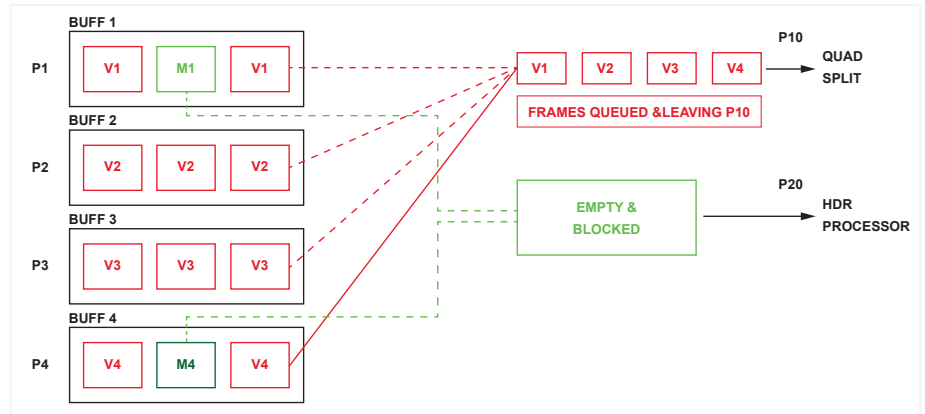 BUFF 1
P1
V1 M1 V1
BUFF 2
P2
V2 V2 V2
BUFF 3
P3
V3 V3 V3
BUFF 4
P4
V4 M4 V4
V1 V2 V3 V4
FRAMES QUEUED &LEAVING P10
P10
QUAD
SPLIT
EMPTY &
BLOCKED
P20
HDR
PROCESSOR